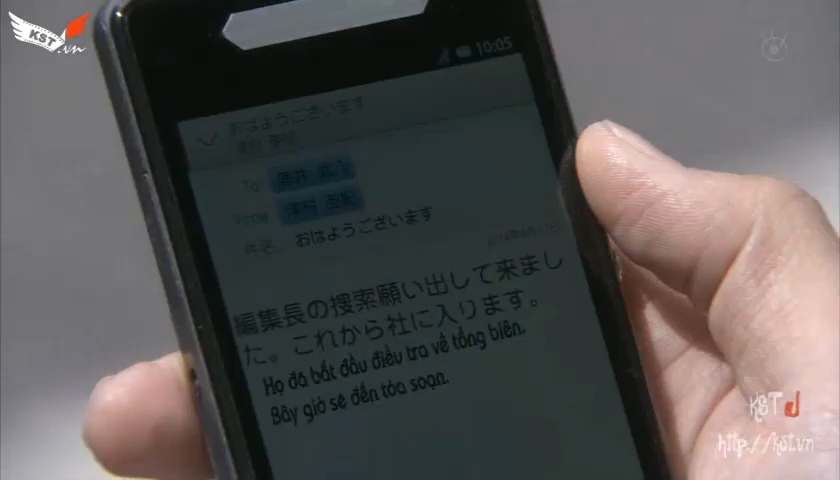 KST.vn
10:05
おはようございます
To
From
件名 おはようございます
編集長の捜索願い出して来まし
た。これから社に入ります。
Họ đã bắt đầu điều tra về tổng biên.
Bây giờ sẽ đến tòa soạn.
KST
http://kst.vn